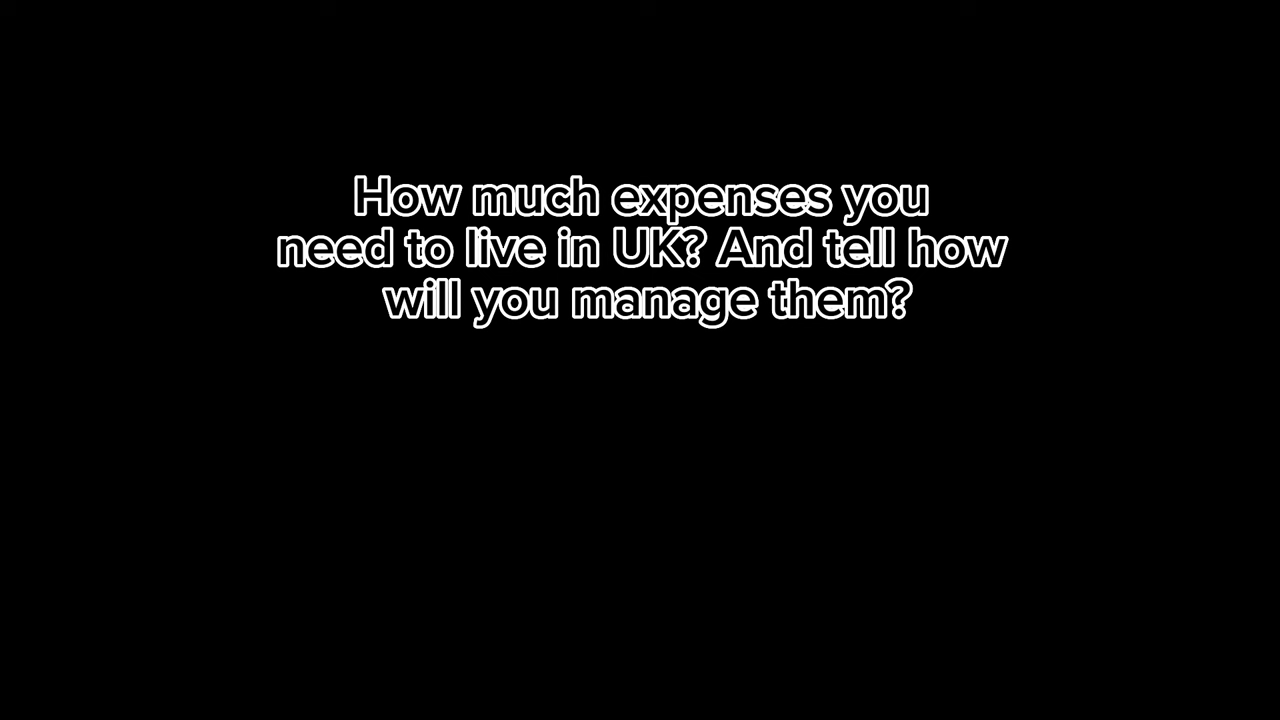 How much expenses you
need to live in UK? And tell how
will you manage them?